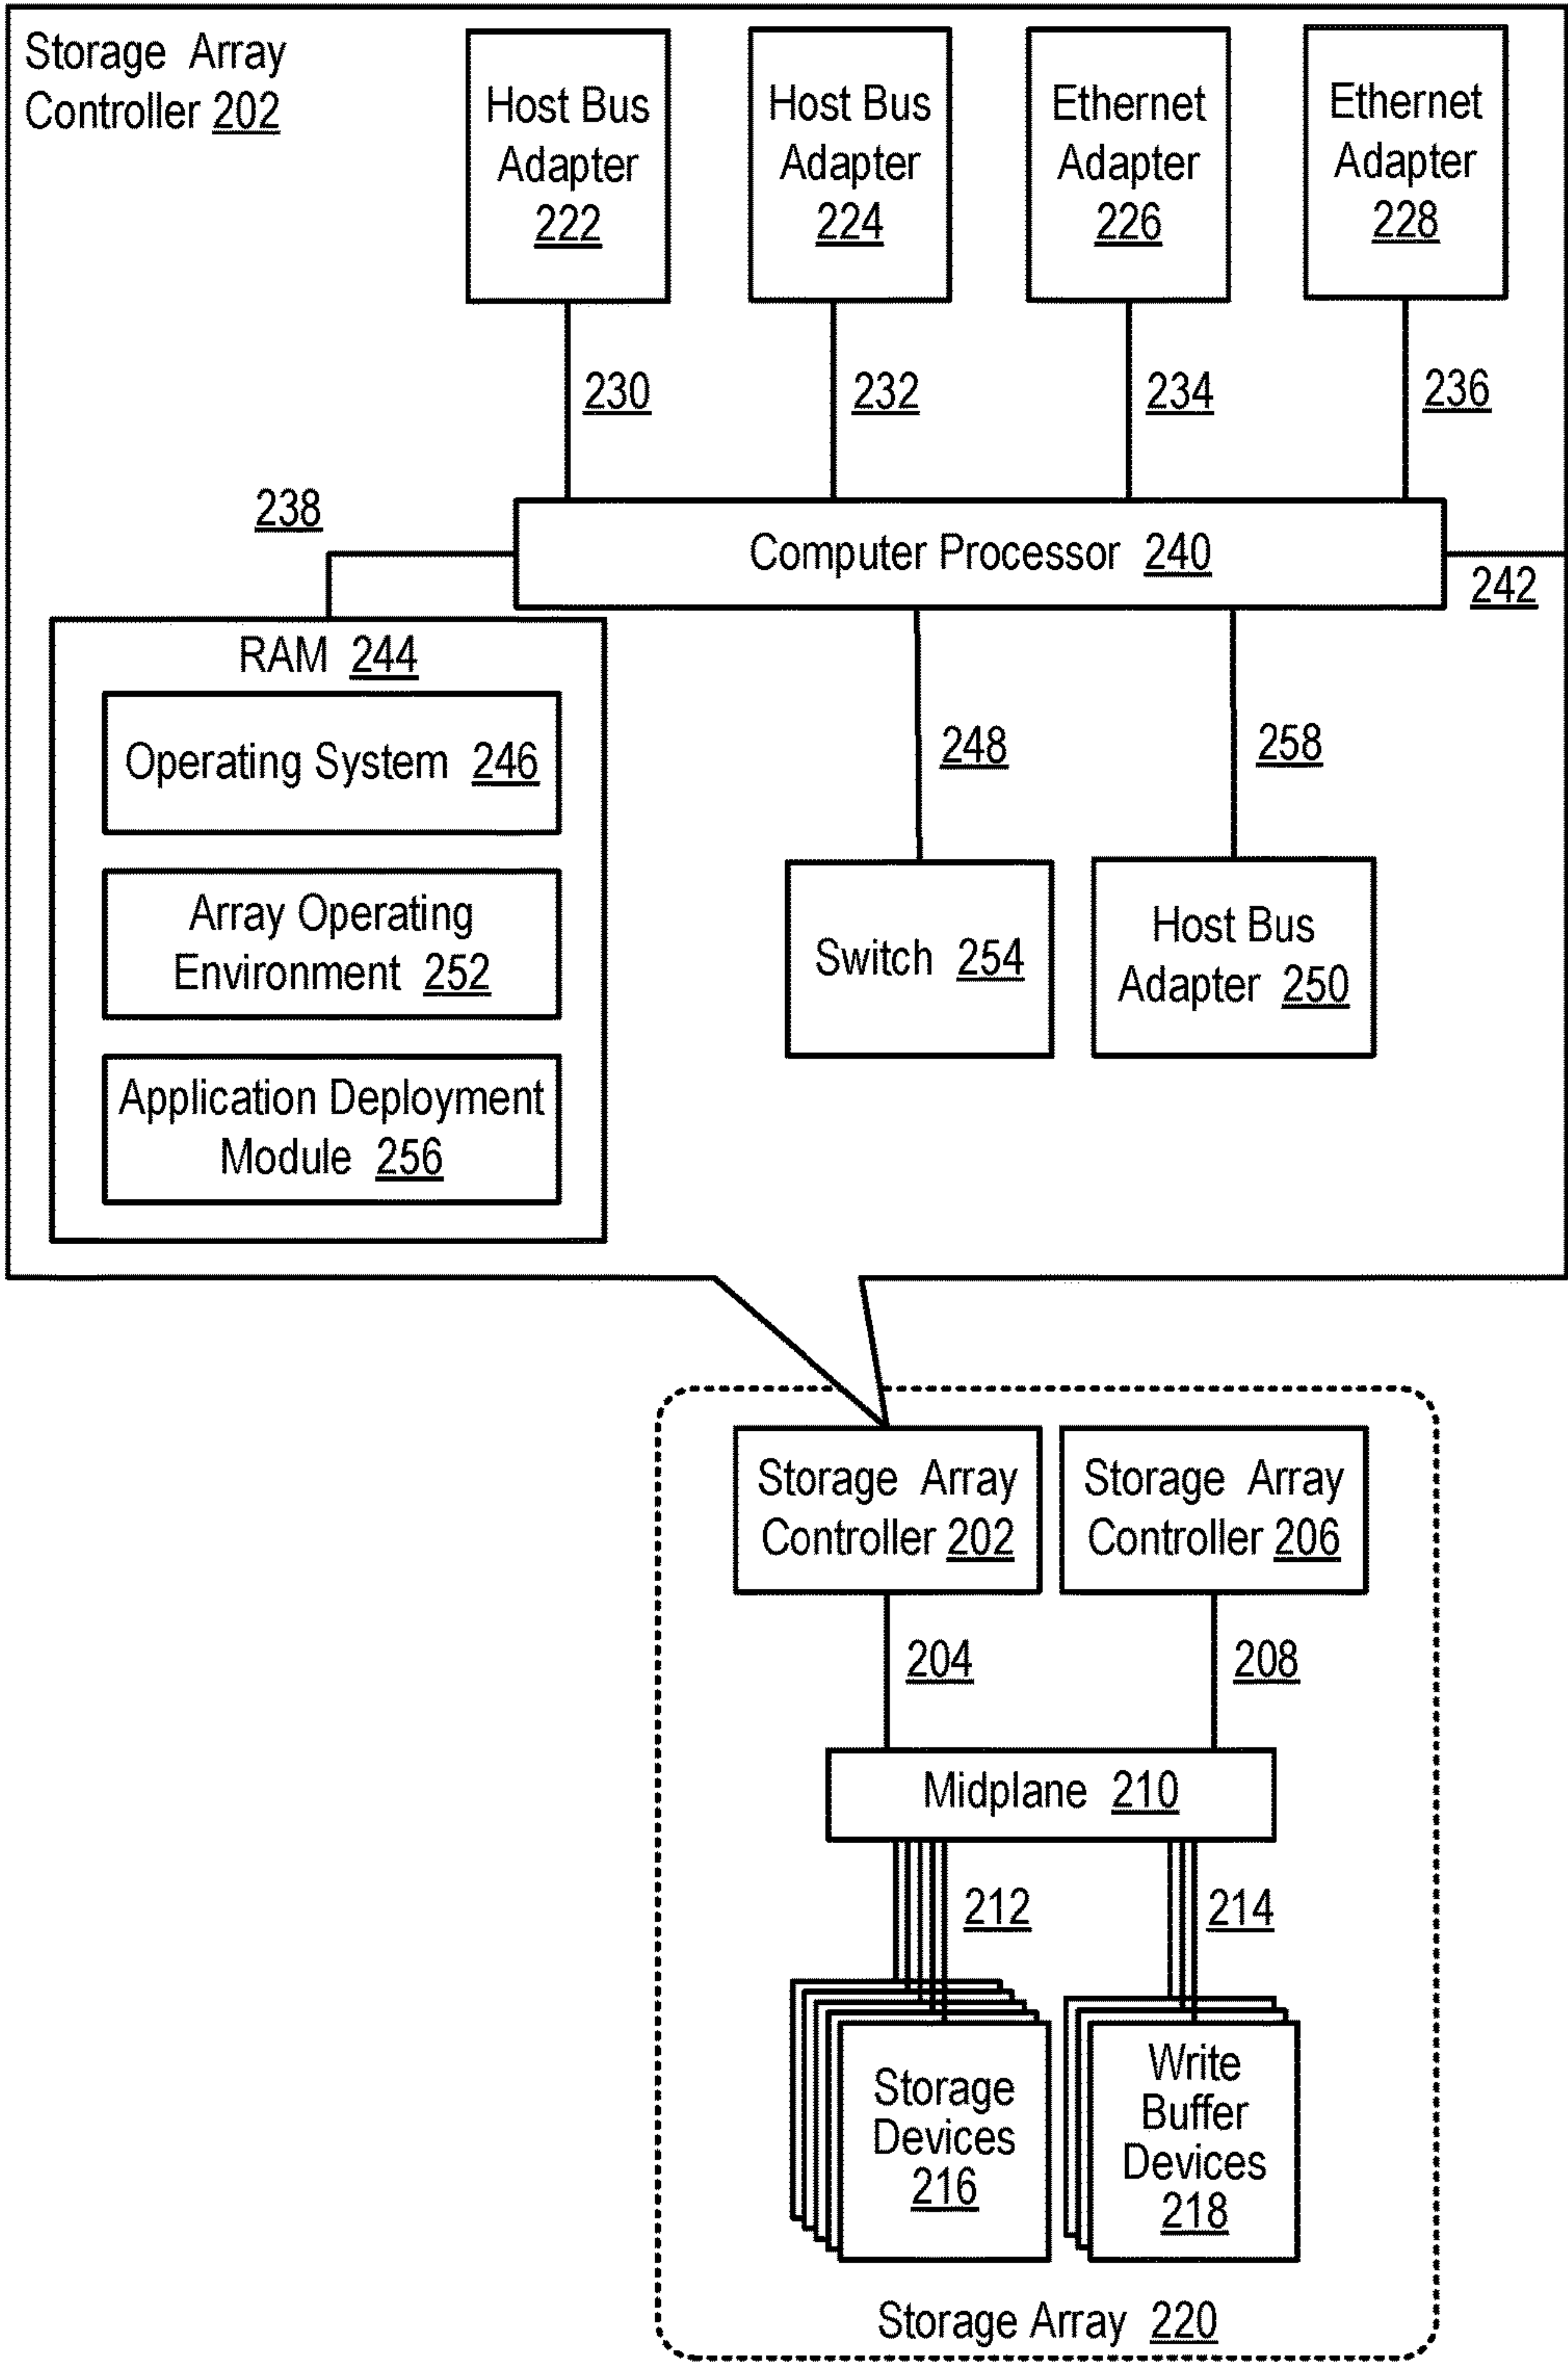 Storage Array
Controller 202
Host Bus
Adapter
222
Host Bus
Adapter
224
Ethernet
Adapter
226
Ethernet
Adapter
228
230
232
234
236
238
Computer Processor 240
242
RAM 244
Operating System 246
Array Operating
Environment 252
Application Deployment
Module 256
248
258
Switch 254
Host Bus
Adapter 250
Storage Array
Controller 202
Storage Array
Controller 206
204
208
Midplane 210
212
214
Storage
Devices
216
Write
Buffer
Devices
218
Storage Array 220